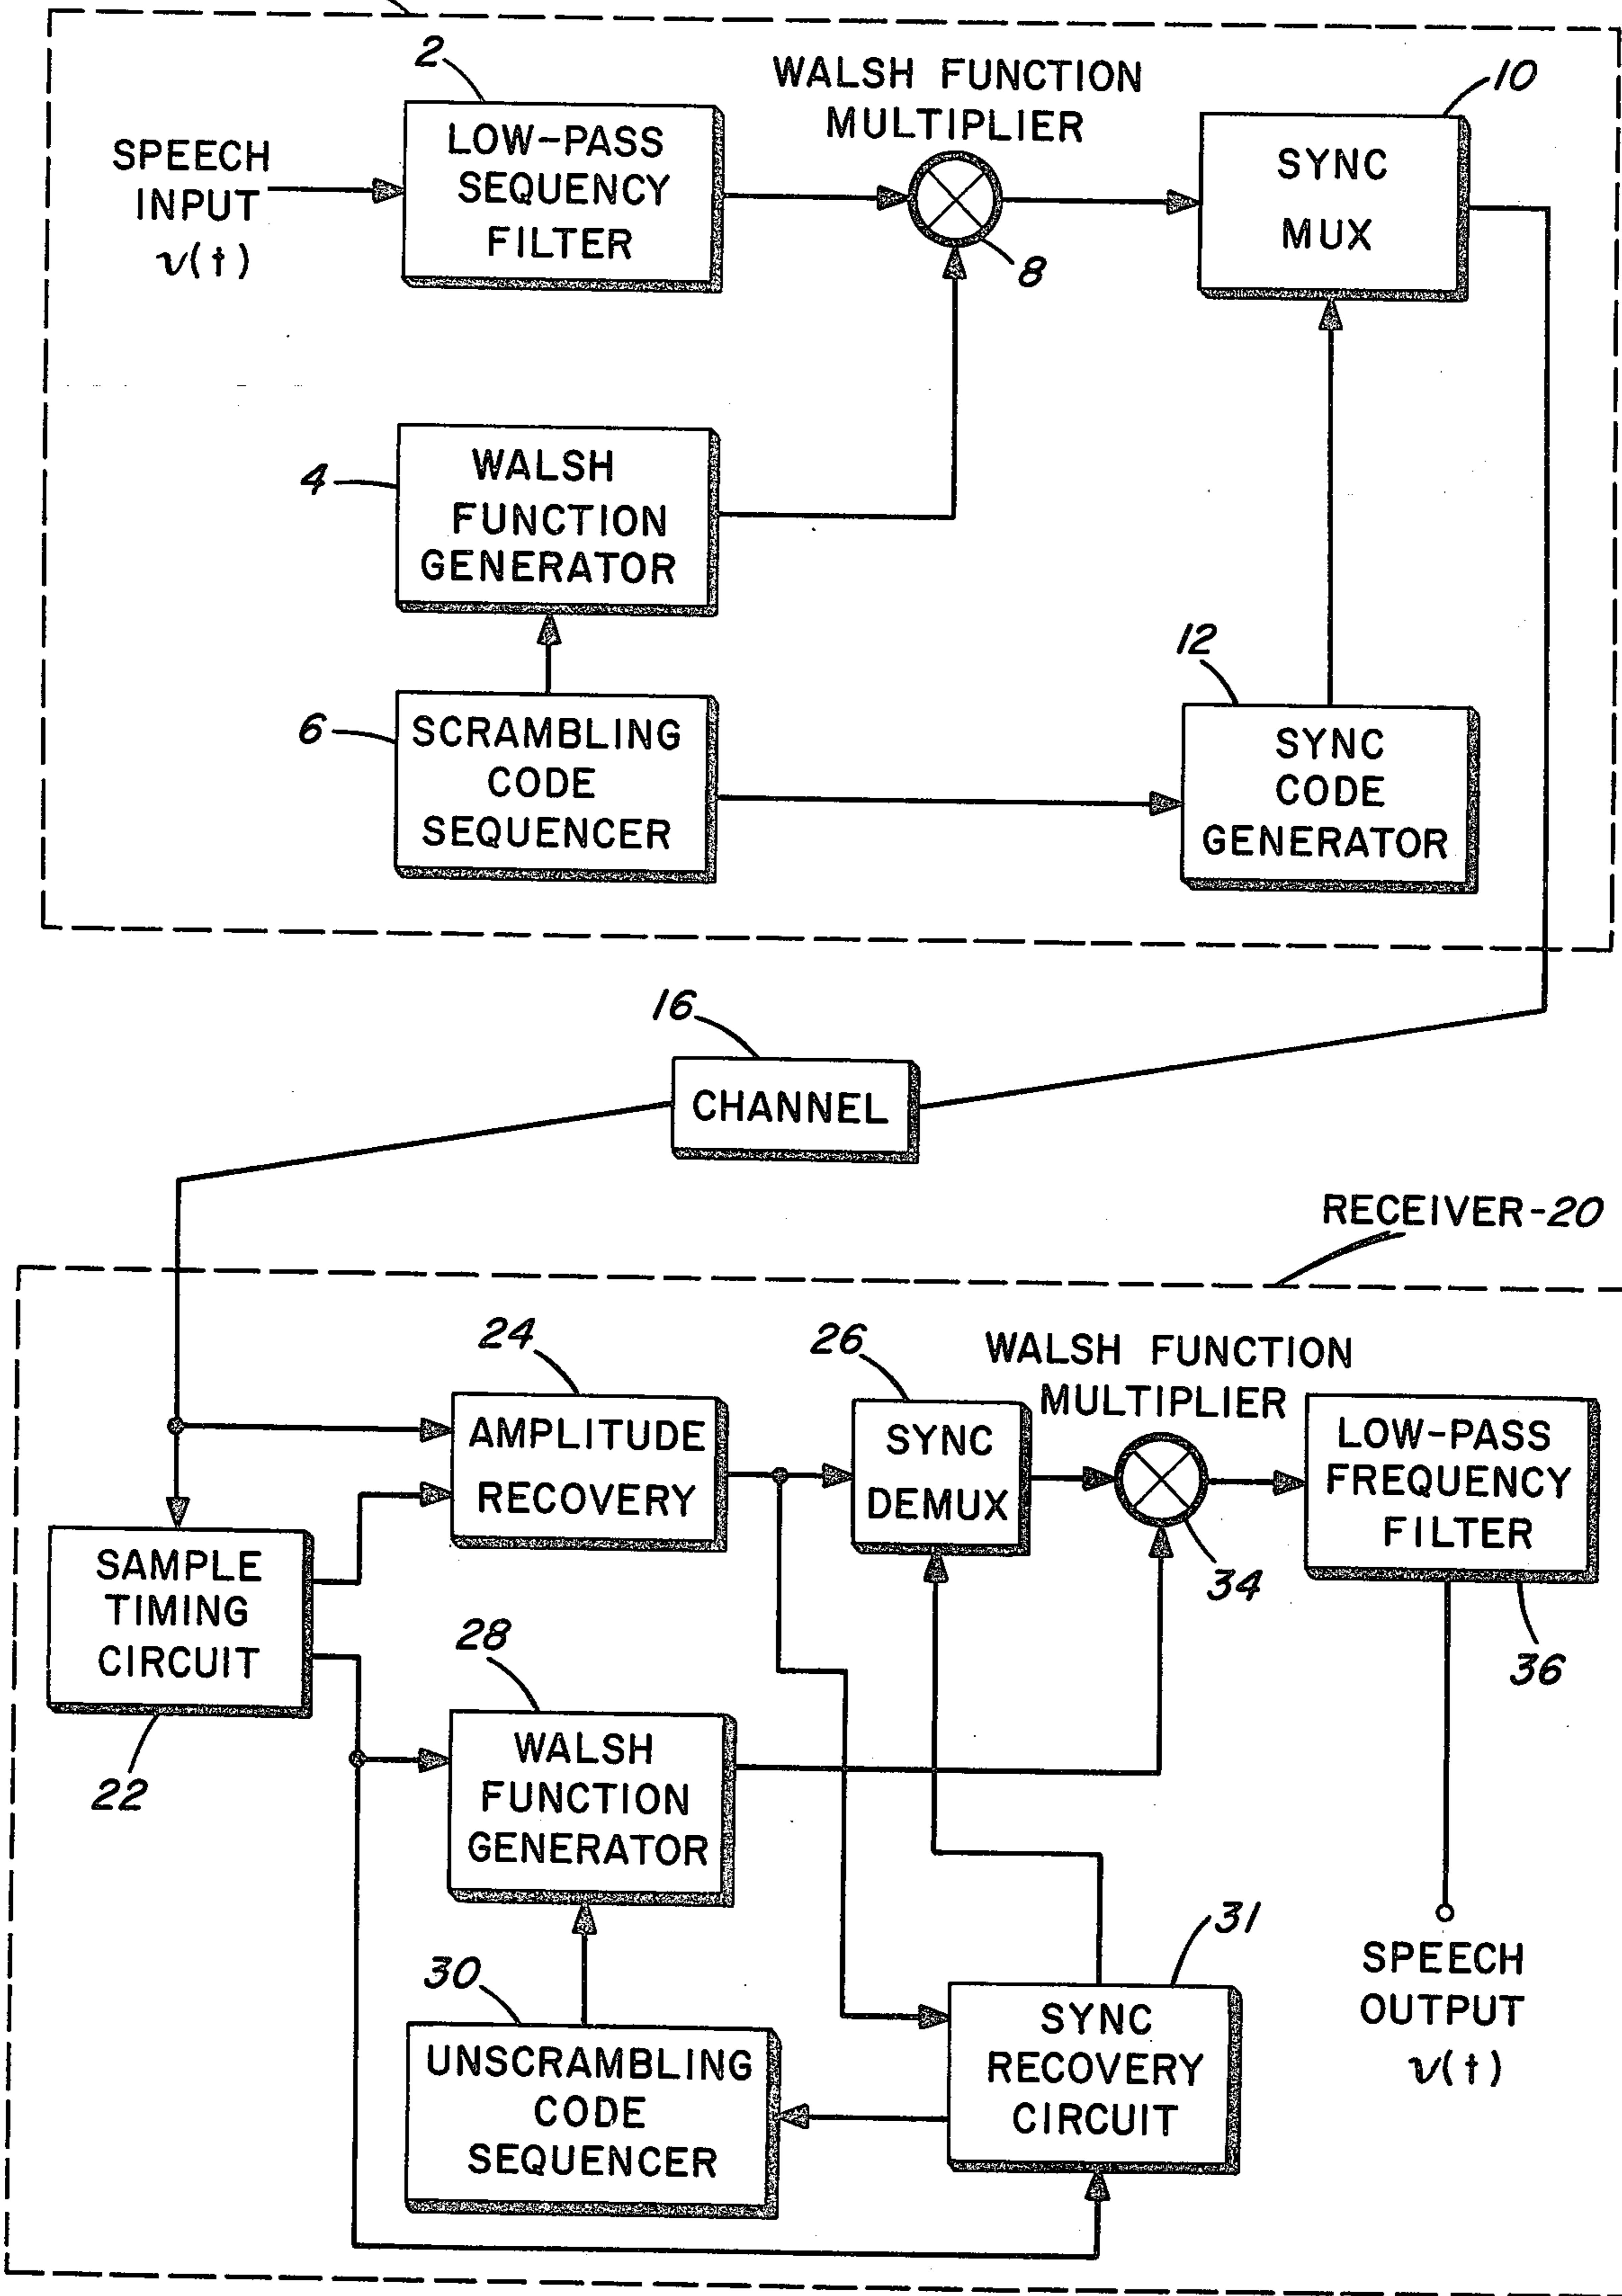 2
WALSH FUNCTION
MULTIPLIER
10
SPEECH
INPUT
v(t)
LOW-PASS
SEQUENCY
FILTER
8
SYNC
MUX
4
WALSH
FUNCTION
GENERATOR
6
SCRAMBLING
CODE
SEQUENCER
12
SYNC
CODE
GENERATOR
16
CHANNEL
RECEIVER-20
24
26
WALSH FUNCTION
MULTIPLIER
AMPLITUDE
RECOVERY
SYNC
DEMUX
34
LOW-PASS
FREQUENCY
FILTER
36
SAMPLE
TIMING
CIRCUIT
22
28
WALSH
FUNCTION
GENERATOR
30
UNSCRAMBLING
CODE
SEQUENCER
31
SYNC
RECOVERY
CIRCUIT
SPEECH
OUTPUT
v(t)